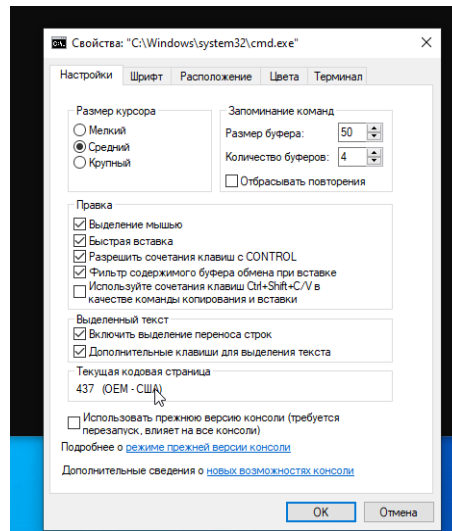 Свойства: "C:\Windows\system32\cmd.exe"
Настройки Шрифт Расположение Цвета Терминал
Размер курсора
Мелкий
Средний
Крупный
Запоминание команд
Размер буфера: 50
Количество буферов: 4
Отбрасывать повторения
Правка
Выделение мышью
Быстрая вставка
Разрешить сочетания клавиш с CONTROL
Фильтр содержимого буфера обмена при вставке
Используйте сочетания клавиш Ctrl+Shift+C/V в
качестве команды копирования и вставки
Выделенный текст
Включить выделение переноса строк
Дополнительные клавиши для выделения текста
Текущая кодовая страница
437 (OEM - США)
Использовать прежнюю версию консоли (требуется
перезапуск, влияет на все консоли)
Подробнее о режиме прежней версии консоли
Дополнительные сведения о новых возможностях консоли
OK Отмена